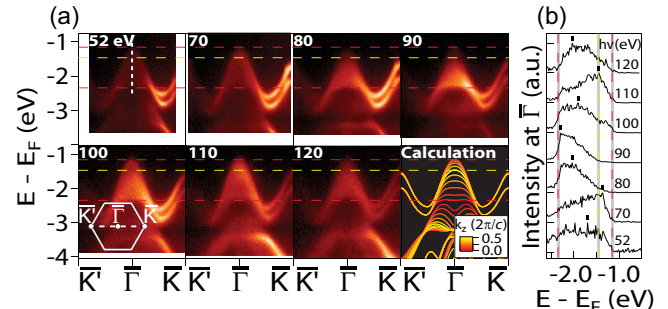 (a)
(b)
52 eV 70 80 90
-1
-2
-3
100 110 120 Calculation
-1
-2
-3
-4
E - E_F (eV)
K̅' Γ̅ K̅
k_z (2π/c)
0.5
0.0
K̅' Γ̅ K̅' Γ̅ K̅' Γ̅ K̅' Γ̅ K̅
hν(eV)
120
110
100
90
80
70
52
Intensity at Γ̅ (a.u.)
-2.0 -1.0
E - E_F (eV)